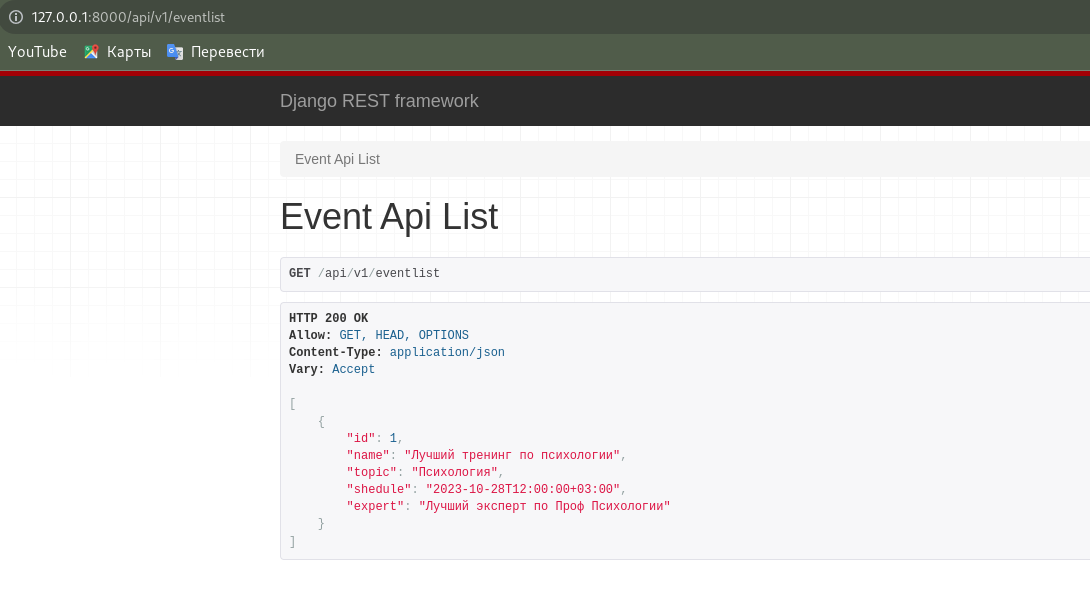 127.0.0.1:8000/api/v1/eventlist
YouTube Карты Перевести
Django REST framework
Event Api List
Event Api List
GET /api/v1/eventlist
HTTP 200 OK
Allow: GET, HEAD, OPTIONS
Content-Type: application/json
Vary: Accept
[
{
"id": 1,
"name": "Лучший тренинг по психологии",
"topic": "Психология",
"shedule": "2023-10-28T12:00:00+03:00",
"expert": "Лучший эксперт по Проф Психологии"
}
]